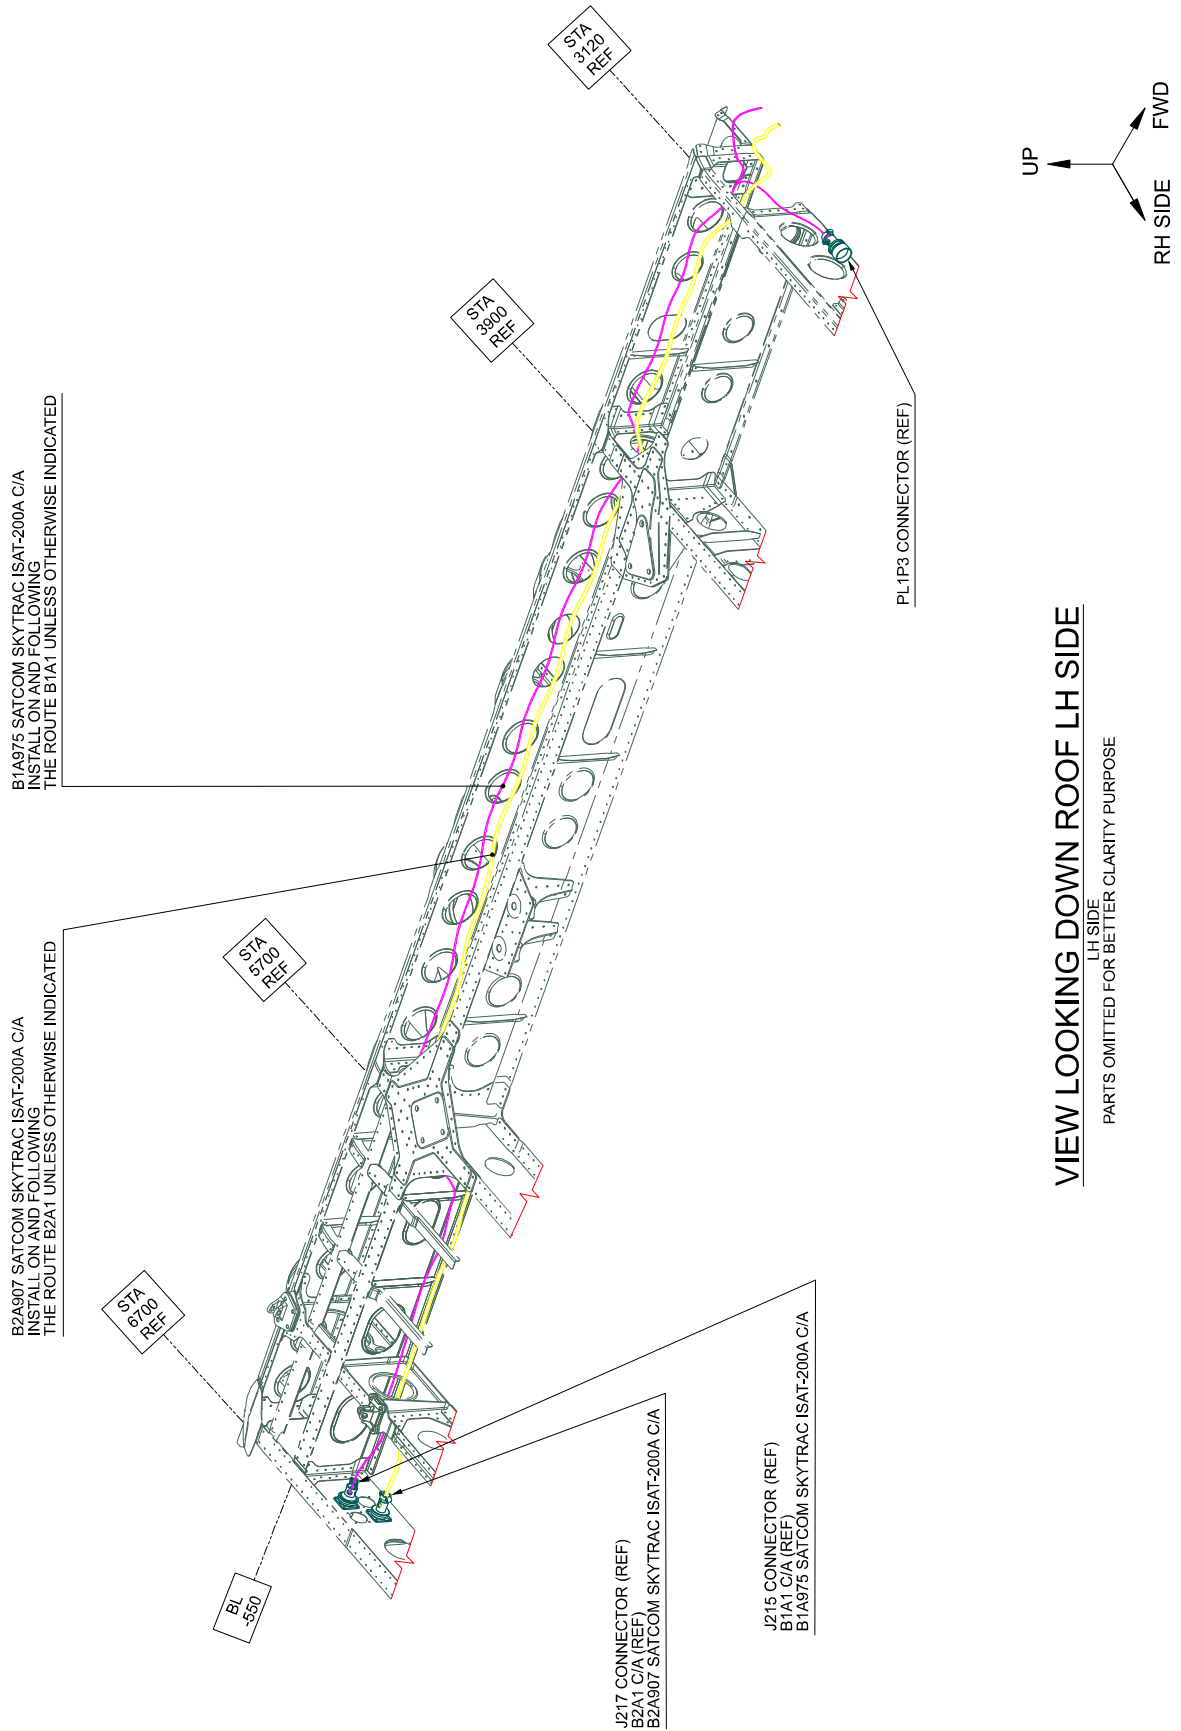 B2A907 SATCOM SKYTRAC ISAT-200A C/A
INSTALL ON AND FOLLOWING
THE ROUTE B2A1 UNLESS OTHERWISE INDICATED
B1A975 SATCOM SKYTRAC ISAT-200A C/A
INSTALL ON AND FOLLOWING
THE ROUTE B1A1 UNLESS OTHERWISE INDICATED
BL
-550
STA
6700
REF
STA
5700
REF
STA
3900
REF
STA
3120
REF
J217 CONNECTOR (REF)
B2A1 C/A (REF)
B2A907 SATCOM SKYTRAC ISAT-200A C/A
J215 CONNECTOR (REF)
B1A1 C/A (REF)
B1A975 SATCOM SKYTRAC ISAT-200A C/A
PL1P3 CONNECTOR (REF)
VIEW LOOKING DOWN ROOF LH SIDE
LH SIDE
PARTS OMITTED FOR BETTER CLARITY PURPOSE
UP
RH SIDE
FWD